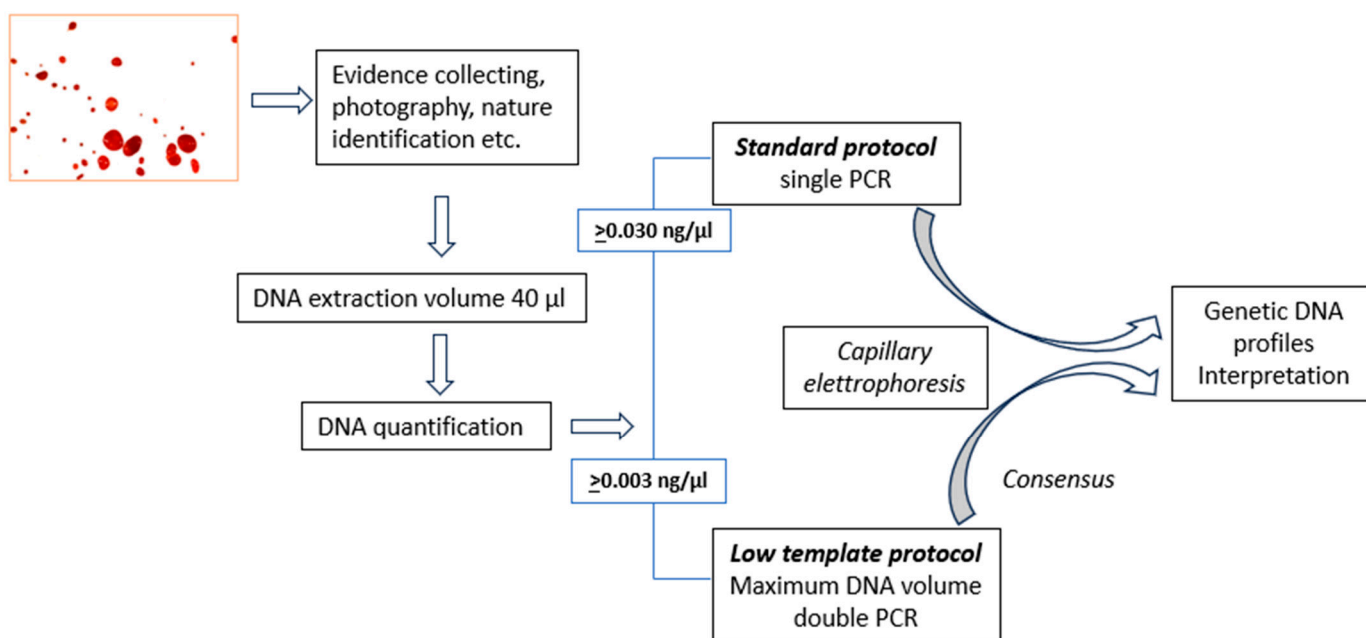 Evidence collecting,
photography, nature
identification etc.
DNA extraction volume 40 µl
DNA quantification
≥0.030 ng/µl
≥0.003 ng/µl
Standard protocol
single PCR
Low template protocol
Maximum DNA volume
double PCR
Capillary
elettrophoresis
Consensus
Genetic DNA
profiles
Interpretation